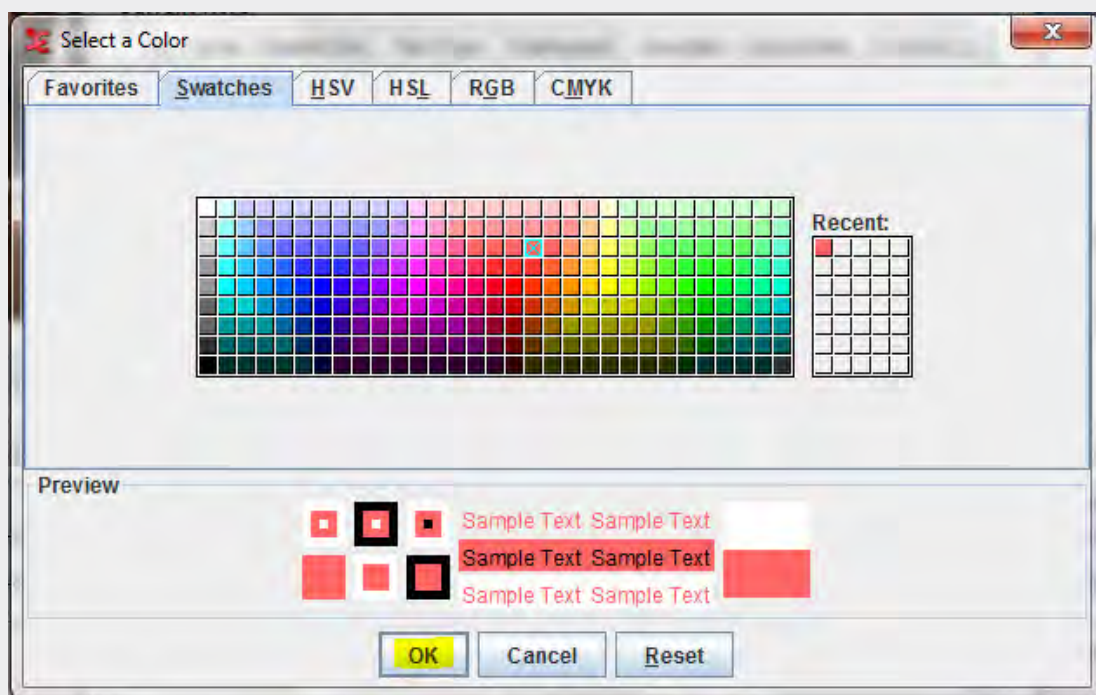 Select a Color
Favorites Swatches HSV HSL RGB CMYK
Recent:
Preview
Sample Text Sample Text
Sample Text Sample Text
Sample Text Sample Text
OK Cancel Reset